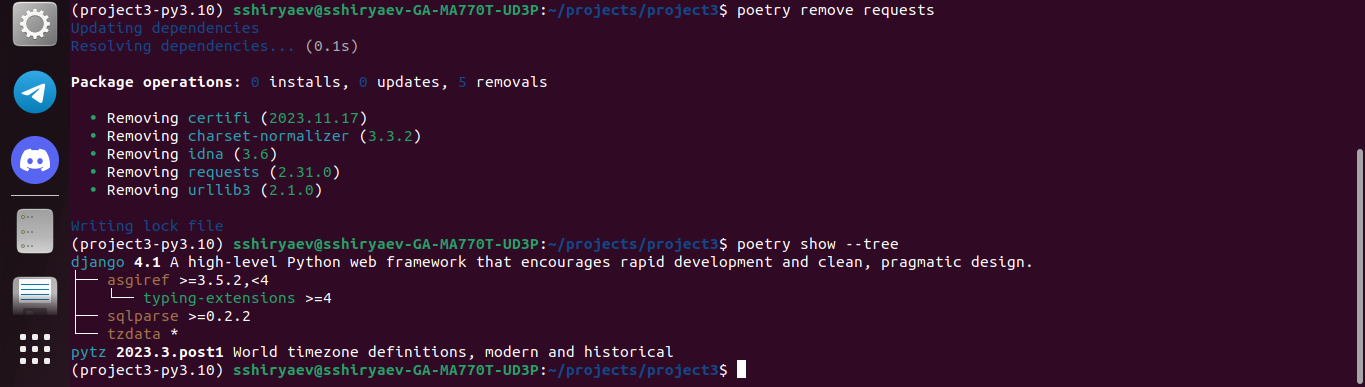 (project3-py3.10) sshiryaev@sshiryaev-GA-MA770T-UD3P:~/projects/project3$ poetry remove requests
Updating dependencies
Resolving dependencies... (0.1s)
Package operations: 0 installs, 0 updates, 5 removals
• Removing certifi (2023.11.17)
• Removing charset-normalizer (3.3.2)
• Removing idna (3.6)
• Removing requests (2.31.0)
• Removing urllib3 (2.1.0)
Writing lock file
(project3-py3.10) sshiryaev@sshiryaev-GA-MA770T-UD3P:~/projects/project3$ poetry show --tree
django 4.1 A high-level Python web framework that encourages rapid development and clean, pragmatic design.
├── asgiref >=3.5.2,<4
│   └── typing-extensions >=4
├── sqlparse >=0.2.2
└── tzdata *
pytz 2023.3.post1 World timezone definitions, modern and historical
(project3-py3.10) sshiryaev@sshiryaev-GA-MA770T-UD3P:~/projects/project3$